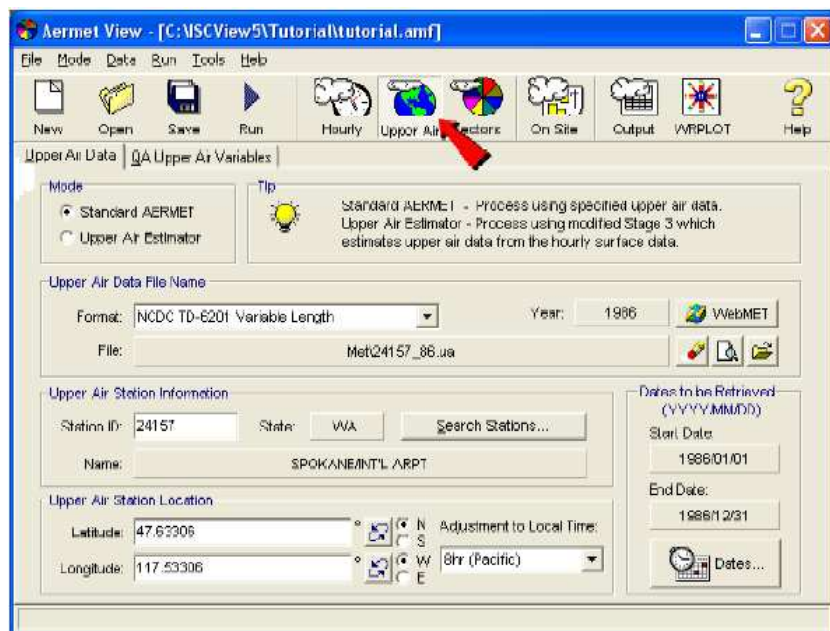 Aermet View - [C:\ISCView5\Tutorial\tutorial.amf]
File Mode Data Run Tools Help
New Open Save Run Hourly Upper Air Sectors On Site Output WRPLOT Help
Upper Air Data QA Upper Air Variables
Mode
Standard AERMET
Upper Air Estimator
Tip
Standard AERMET - Process using specified upper air data.
Upper Air Estimator - Process using modified Stage 3 which
estimates upper air data from the hourly surface data.
Upper Air Data File Name
Format: NCDC TD-6201 Variable Length Year: 1986 WebMET
File: Met\24157_86.ua
Upper Air Station Information
Station ID: 24157 State: WA Search Stations...
Name: SPOKANE/INT'L ARPT
Upper Air Station Location
Latitude: 47.63306 ° N S
Longitude: 117.53306 ° W E
Adjustment to Local Time:
8hr (Pacific)
Dates to be Retrieved
(YYYY/MM/DD)
Start Date:
1986/01/01
End Date:
1986/12/31
Dates...